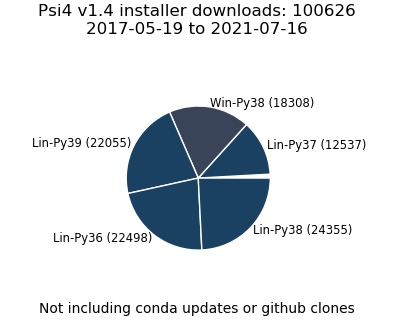 Psi4 v1.4 installer downloads: 100626
2017-05-19 to 2021-07-16
Win-Py38 (18308)
Lin-Py39 (22055)
Lin-Py37 (12537)
Lin-Py36 (22498)
Lin-Py38 (24355)
Not including conda updates or github clones